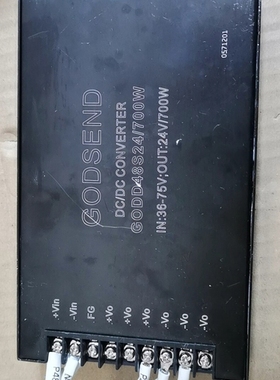 GODSEND
DC/DC CONVERTER
GODD48S24/700W
IN:36-75V;OUT:24V/700W
0571201
+Vin
-Vin
FG
+Vo
+Vo
+Vo
-Vo
-Vo
-Vo